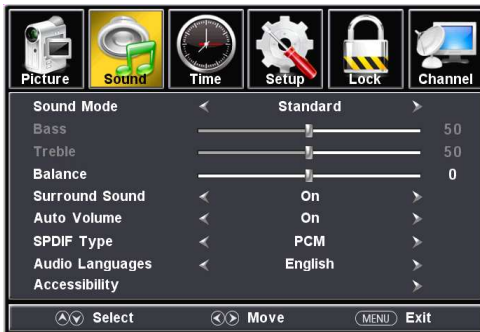 Picture Sound Time Setup Lock Channel
Sound Mode Standard
Bass 50
Treble 50
Balance 0
Surround Sound On
Auto Volume On
SPDIF Type PCM
Audio Languages English
Accessibility
Select Move MENU Exit